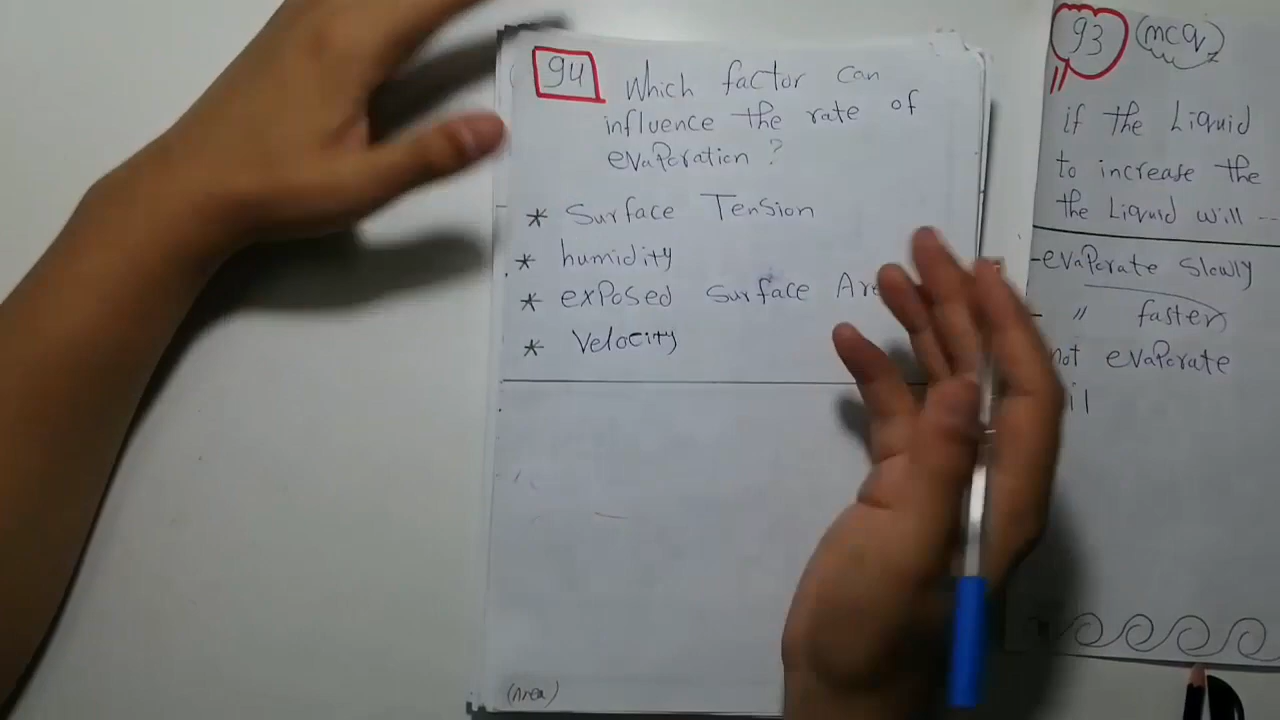 94 Which factor can
influence the rate of
evaporation ?
* Surface Tension
* humidity
* exposed surface Are
* Velocity
(Area)
93 (mcq)
if the Liquid
to increase the
the Liquid will --
- evaporate slowly
- " faster
not evaporate
il